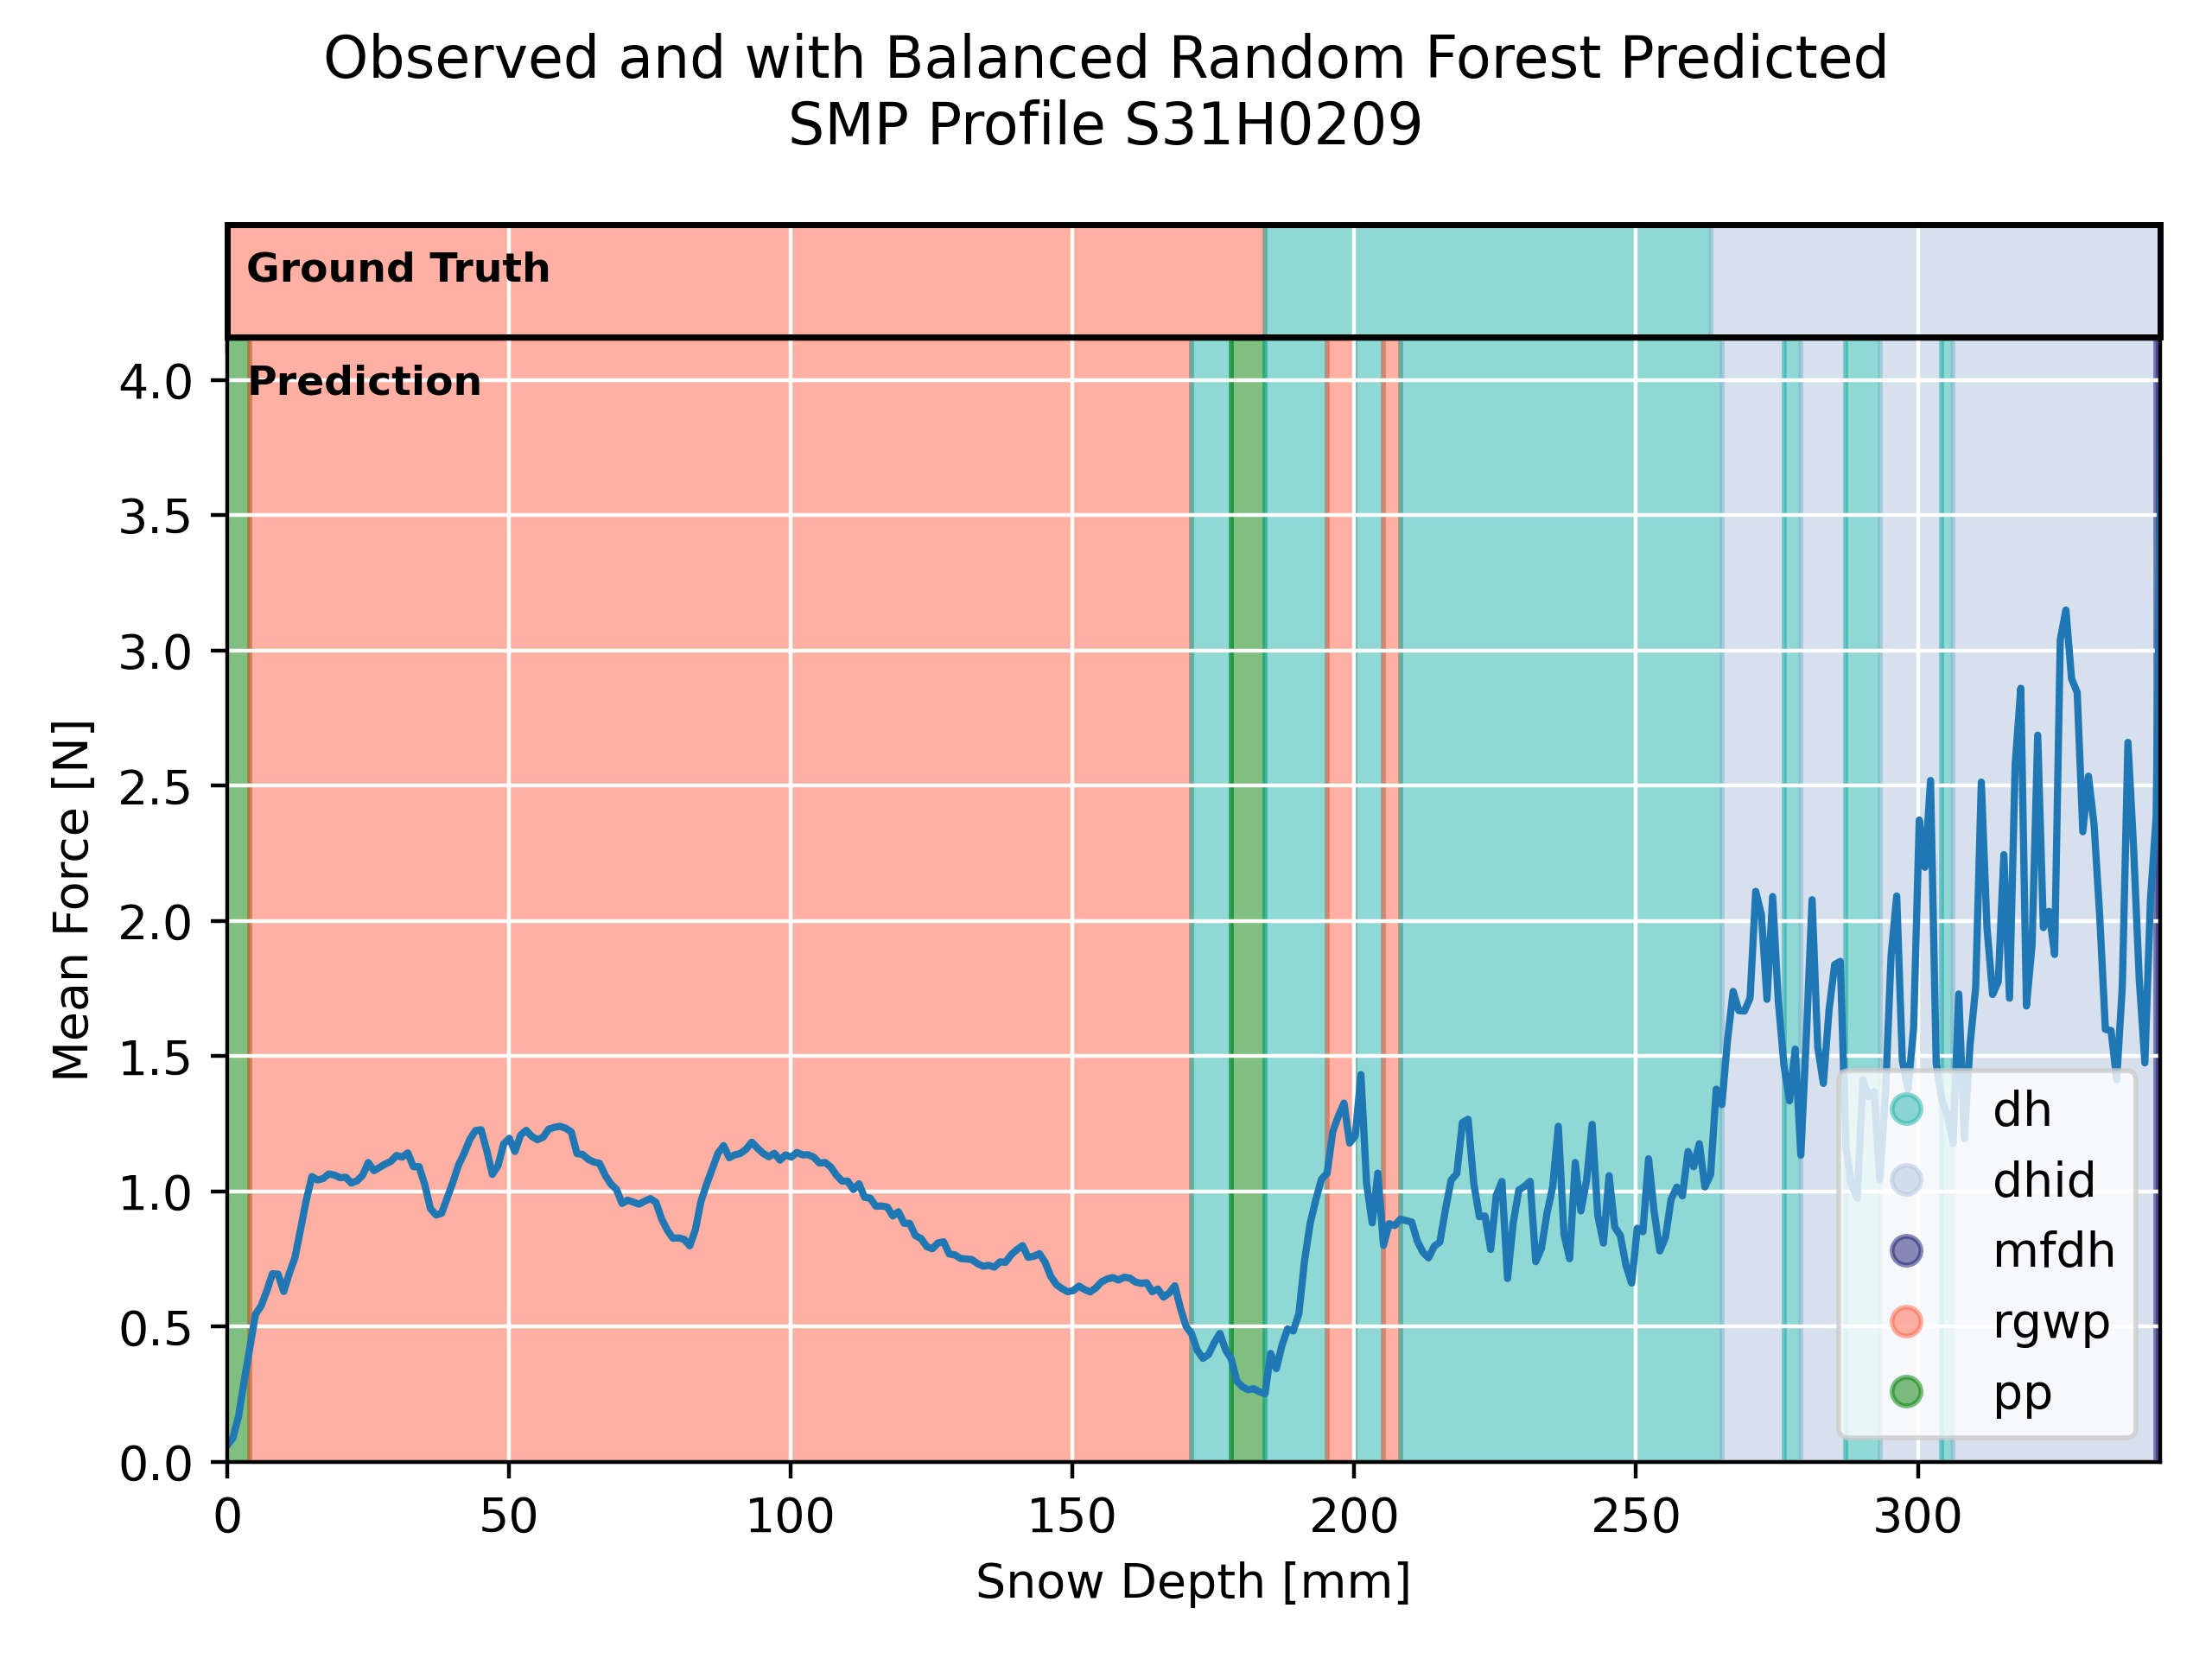 Observed and with Balanced Random Forest Predicted
SMP Profile S31H0209
Ground Truth
Prediction
4.0
3.5
3.0
2.5
2.0
1.5
1.0
0.5
0.0
Mean Force [N]
dh
dhid
mfdh
rgwp
pp
0 50 100 150 200 250 300
Snow Depth [mm]